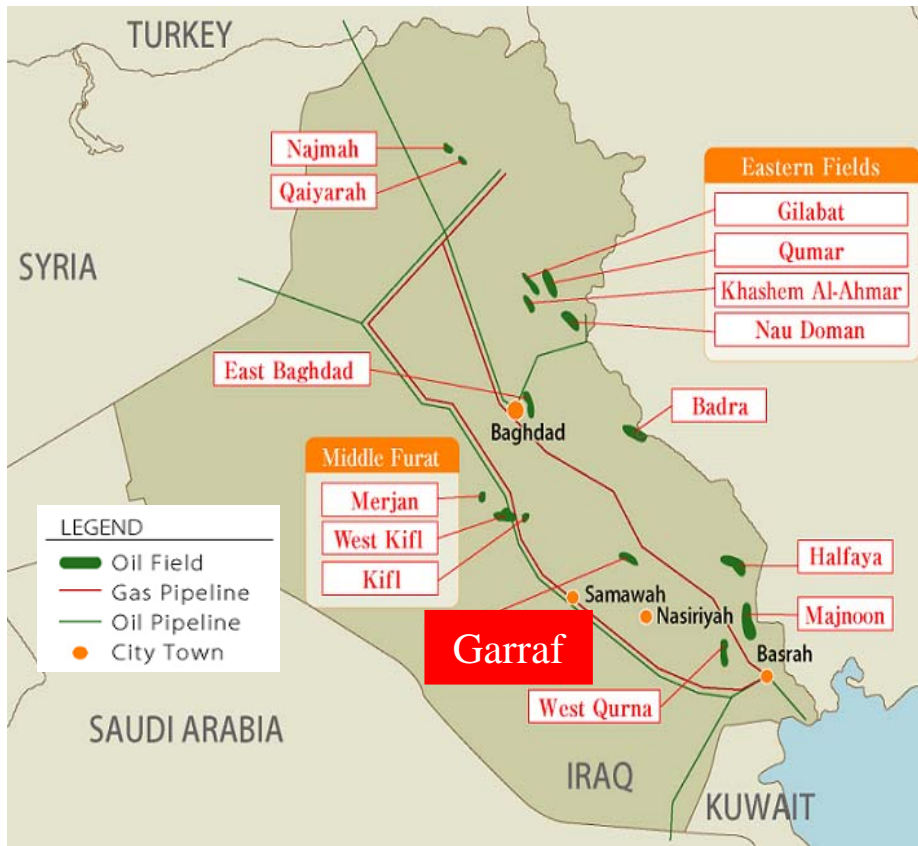 TURKEY
Najmah
Qaiyarah
Eastern Fields
Gilabat
Qumar
Khashem Al-Ahmar
Nau Doman
SYRIA
East Baghdad
Badra
Baghdad
Middle Furat
Merjan
West Kifl
Kifl
LEGEND
Oil Field
Gas Pipeline
Oil Pipeline
City Town
Halfaya
Samawah
Nasiriyah
Majnoon
Garraf
Basrah
West Qurna
SAUDI ARABIA
IRAQ
KUWAIT